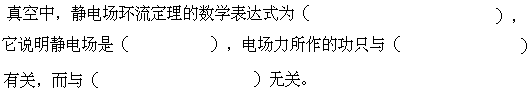 真空中，静电场环流定理的数学表达式为（                ），
它说明静电场是（        ），电场力所作的功只与（            ）
有关，而与（                ）无关。